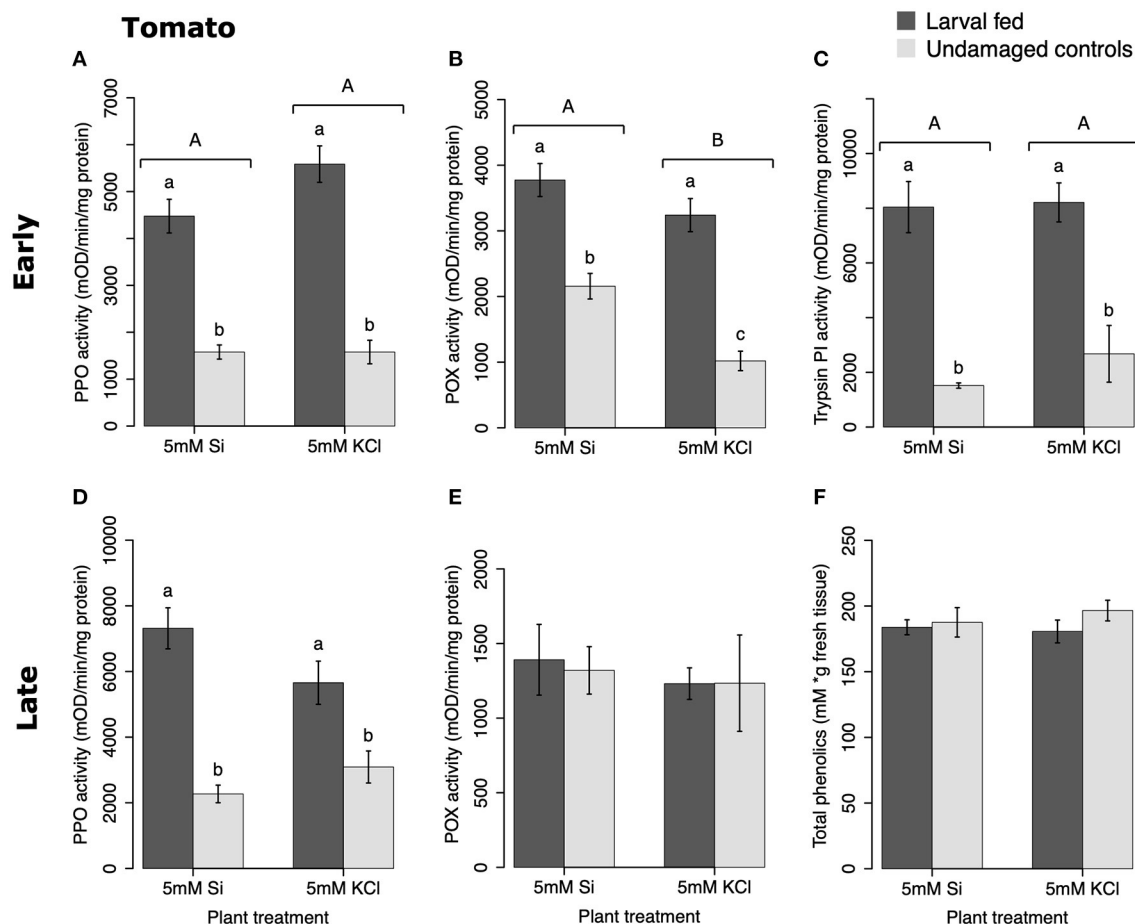 Tomato
Larval fed
Undamaged controls
Early
A
PPO activity (mOD/min/mg protein)
7000
5000
3000
1000
0
A
A
a
b
a
b
5mM Si
5mM KCl
B
POX activity (mOD/min/mg protein)
5000
4000
3000
2000
1000
0
A
B
a
b
a
c
5mM Si
5mM KCl
C
Trypsin PI activity (mOD/min/mg protein)
10000
6000
2000
0
A
A
a
b
a
b
5mM Si
5mM KCl
Late
D
PPO activity (mOD/min/mg protein)
10000
8000
6000
4000
2000
0
a
b
a
b
5mM Si
5mM KCl
Plant treatment
E
POX activity (mOD/min/mg protein)
2000
1500
1000
500
0
5mM Si
5mM KCl
Plant treatment
F
Total phenolics (mM *g fresh tissue)
250
200
150
100
50
0
5mM Si
5mM KCl
Plant treatment